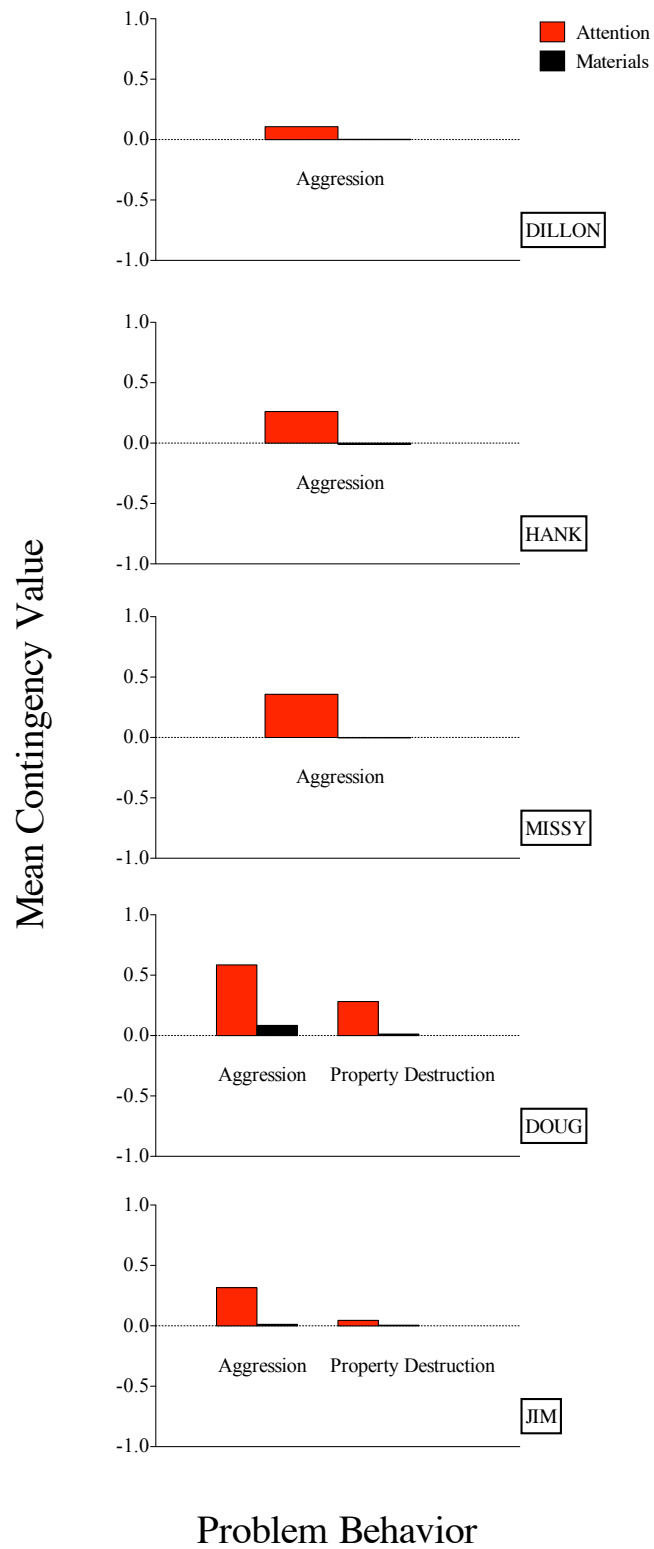 Mean Contingency Value
Attention
Materials
1.0
0.5
0.0
-0.5
-1.0
Aggression
DILLON
1.0
0.5
0.0
-0.5
-1.0
Aggression
HANK
1.0
0.5
0.0
-0.5
-1.0
Aggression
MISSY
1.0
0.5
0.0
-0.5
-1.0
Aggression Property Destruction
DOUG
1.0
0.5
0.0
-0.5
-1.0
Aggression Property Destruction
JIM
Problem Behavior